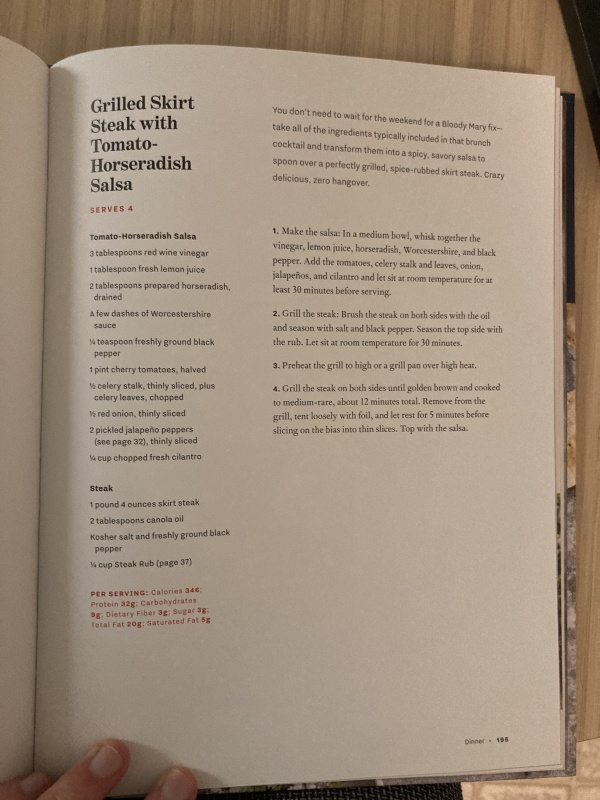 Grilled Skirt
Steak with
Tomato-
Horseradish
Salsa
SERVES 4
Tomato-Horseradish Salsa
3 tablespoons red wine vinegar
1 tablespoon fresh lemon juice
2 tablespoons prepared horseradish,
drained
A few dashes of Worcestershire
sauce
¼ teaspoon freshly ground black
pepper
1 pint cherry tomatoes, halved
½ celery stalk, thinly sliced, plus
celery leaves, chopped
½ red onion, thinly sliced
2 pickled jalapeño peppers
(see page 32), thinly sliced
¼ cup chopped fresh cilantro
Steak
1 pound 4 ounces skirt steak
2 tablespoons canola oil
Kosher salt and freshly ground black
pepper
¼ cup Steak Rub (page 37)
PER SERVING: Calories 346;
Protein 32g; Carbohydrates
9g; Dietary Fiber 3g; Sugar 3g;
Total Fat 20g; Saturated Fat 5g
You don't need to wait for the weekend for a Bloody Mary fix—
take all of the ingredients typically included in that brunch
cocktail and transform them into a spicy, savory salsa to
spoon over a perfectly grilled, spice-rubbed skirt steak. Crazy
delicious, zero hangover.
1. Make the salsa: In a medium bowl, whisk together the
vinegar, lemon juice, horseradish, Worcestershire, and black
pepper. Add the tomatoes, celery stalk and leaves, onion,
jalapeños, and cilantro and let sit at room temperature for at
least 30 minutes before serving.
2. Grill the steak: Brush the steak on both sides with the oil
and season with salt and black pepper. Season the top side with
the rub. Let sit at room temperature for 30 minutes.
3. Preheat the grill to high or a grill pan over high heat.
4. Grill the steak on both sides until golden brown and cooked
to medium-rare, about 12 minutes total. Remove from the
grill, tent loosely with foil, and let rest for 5 minutes before
slicing on the bias into thin slices. Top with the salsa.
Dinner • 195